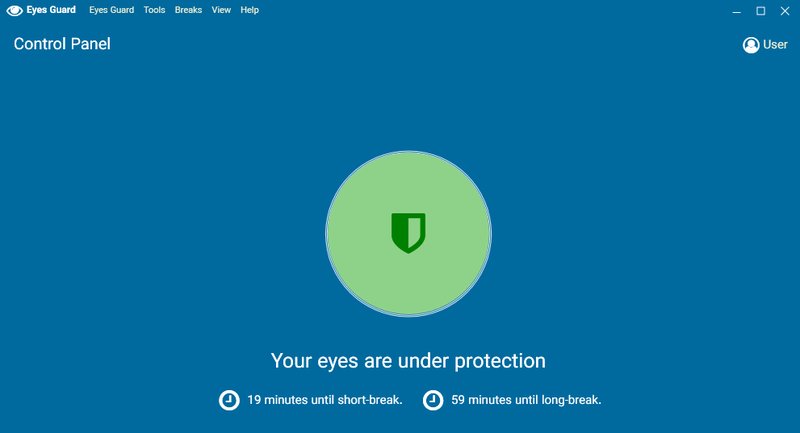 Eyes Guard Eyes Guard Tools Breaks View Help
Control Panel User
Your eyes are under protection
19 minutes until short-break. 59 minutes until long-break.